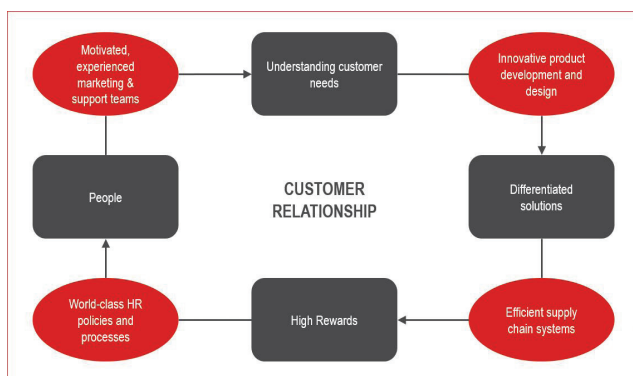 Motivated,
experienced
marketing &
support teams
Understanding customer
needs
Innovative product
development and
design
People
CUSTOMER
RELATIONSHIP
Differentiated
solutions
World-class HR
policies and
processes
High Rewards
Efficient supply
chain systems